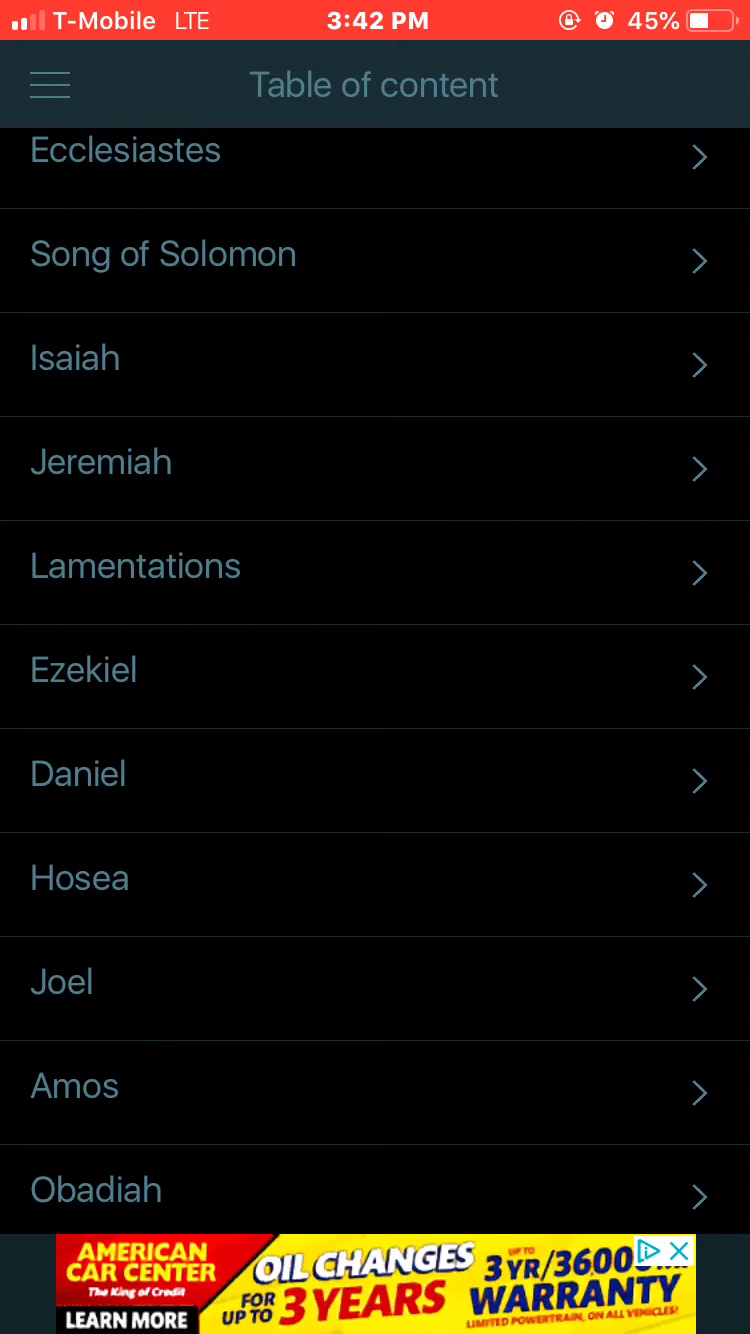 T-Mobile LTE 3:42 PM 45%
Table of content
Ecclesiastes
Song of Solomon
Isaiah
Jeremiah
Lamentations
Ezekiel
Daniel
Hosea
Joel
Amos
Obadiah
AMERICAN
CAR CENTER
The King of Credit
LEARN MORE
OIL CHANGES
FOR
UP TO
3 YEARS
UP TO
3 YR/3600
WARRANTY
LIMITED POWERTRAIN, ON ALL VEHICLES!